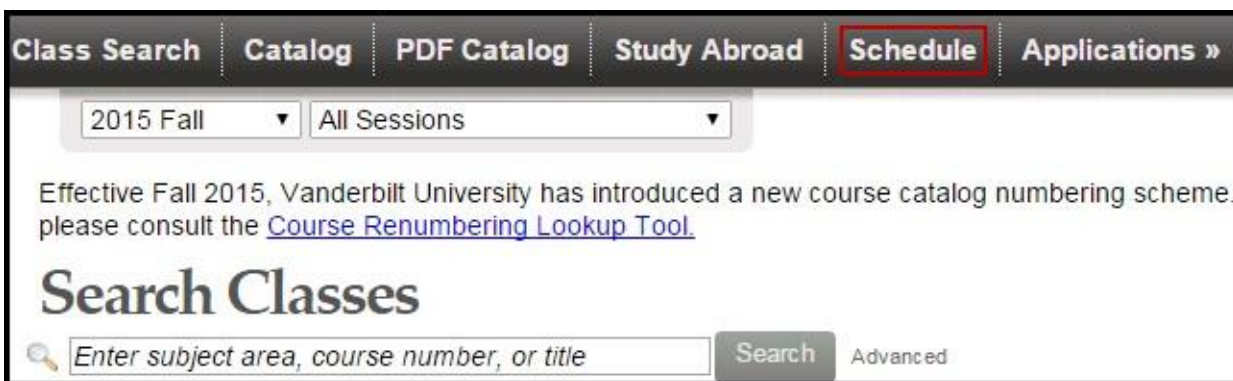 Class Search Catalog PDF Catalog Study Abroad Schedule Applications »
2015 Fall All Sessions
Effective Fall 2015, Vanderbilt University has introduced a new course catalog numbering scheme.
please consult the Course Renumbering Lookup Tool.
Search Classes
Enter subject area, course number, or title Search Advanced